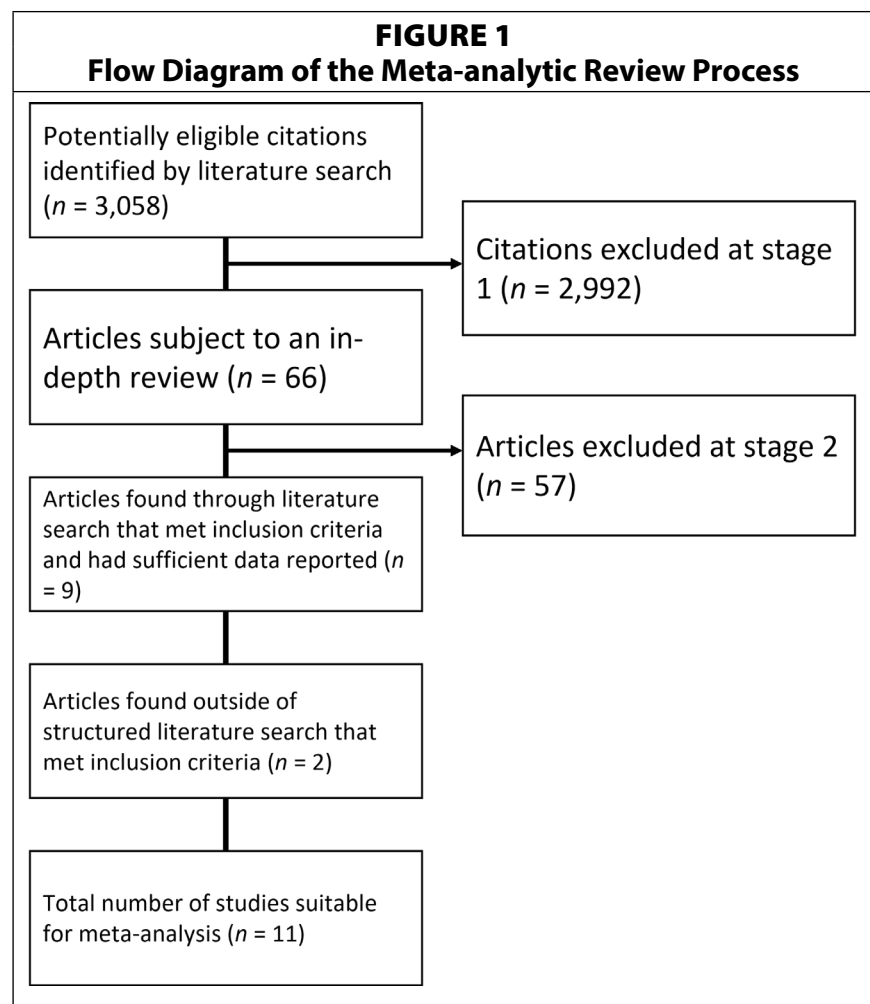 FIGURE 1
Flow Diagram of the Meta-analytic Review Process
Potentially eligible citations
identified by literature search
(n = 3,058)
Citations excluded at stage
1 (n = 2,992)
Articles subject to an in-
depth review (n = 66)
Articles excluded at stage 2
(n = 57)
Articles found through literature
search that met inclusion criteria
and had sufficient data reported (n
= 9)
Articles found outside of
structured literature search that
met inclusion criteria (n = 2)
Total number of studies suitable
for meta-analysis (n = 11)